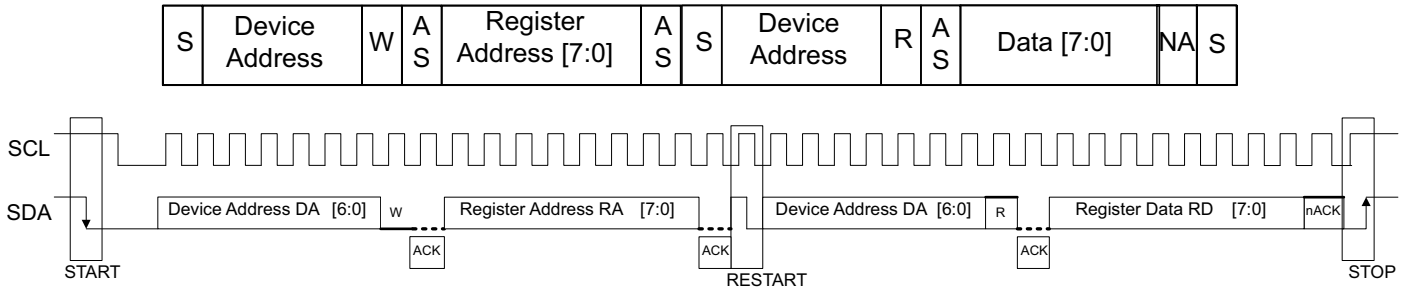 S Device Address W A S Register Address [7:0] A S S Device Address R A S Data [7:0] NA S
SCL
SDA Device Address DA [6:0] W Register Address RA [7:0] Device Address DA [6:0] R Register Data RD [7:0] nACK
ACK ACK ACK
START RESTART STOP